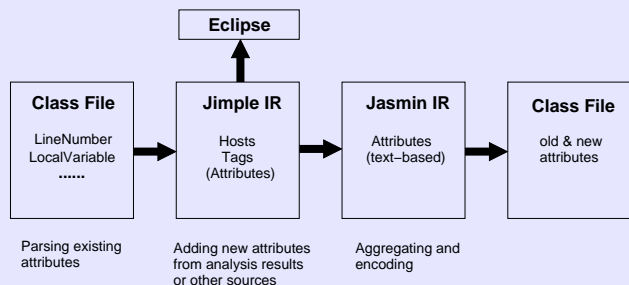 Eclipse
Class File
LineNumber
LocalVariable
......
Jimple IR
Hosts
Tags
(Attributes)
Jasmin IR
Attributes
(text−based)
Class File
old & new
attributes
Parsing existing
attributes
Adding new attributes
from analysis results
or other sources
Aggregating and
encoding